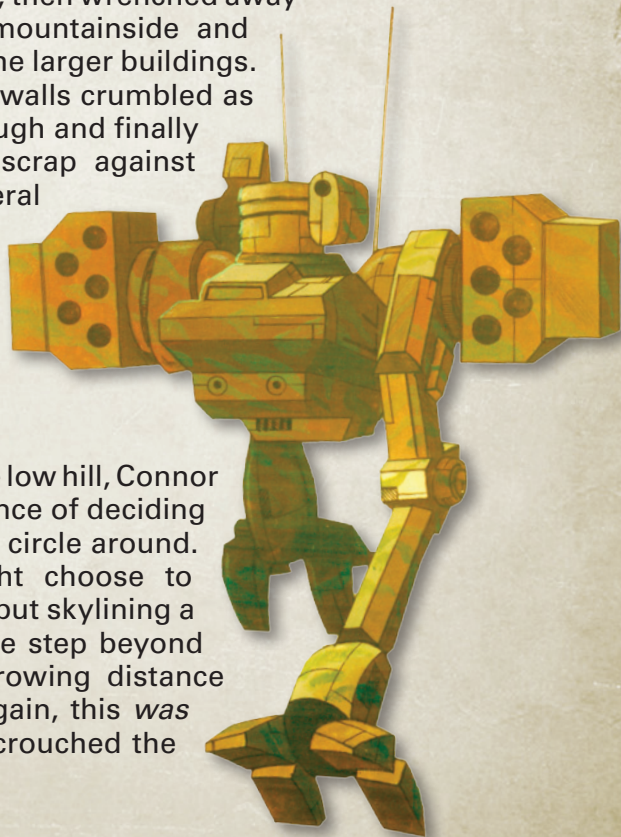 , then wrenched away
mountainside and
he larger buildings.
walls crumbled as
ugh and finally
scrap against
eral
low hill, Connor
nce of deciding
circle around.
ht choose to
but skylining a
e step beyond
rowing distance
gain, this was
crouched the